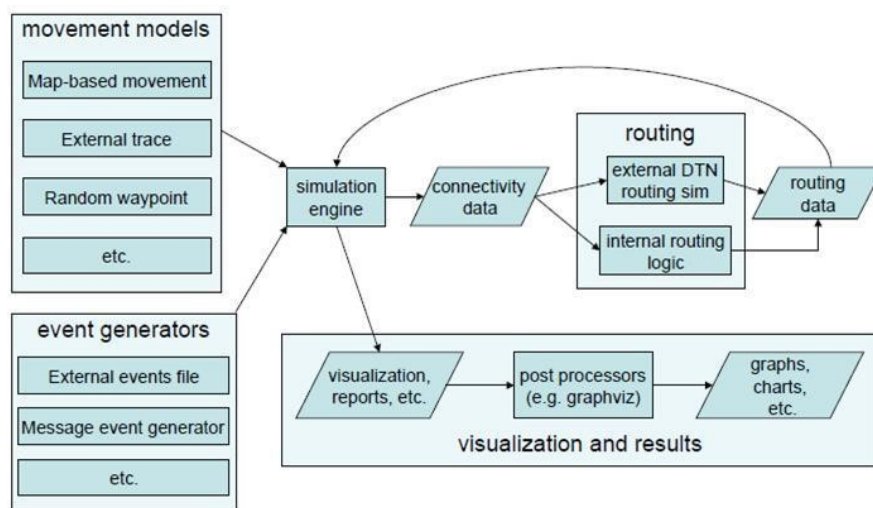 movement models
Map-based movement
External trace
Random waypoint
etc.
event generators
External events file
Message event generator
etc.
simulation
engine
connectivity
data
routing
external DTN
routing sim
internal routing
logic
routing
data
visualization,
reports, etc.
post processors
(e.g. graphviz)
graphs,
charts,
etc.
visualization and results